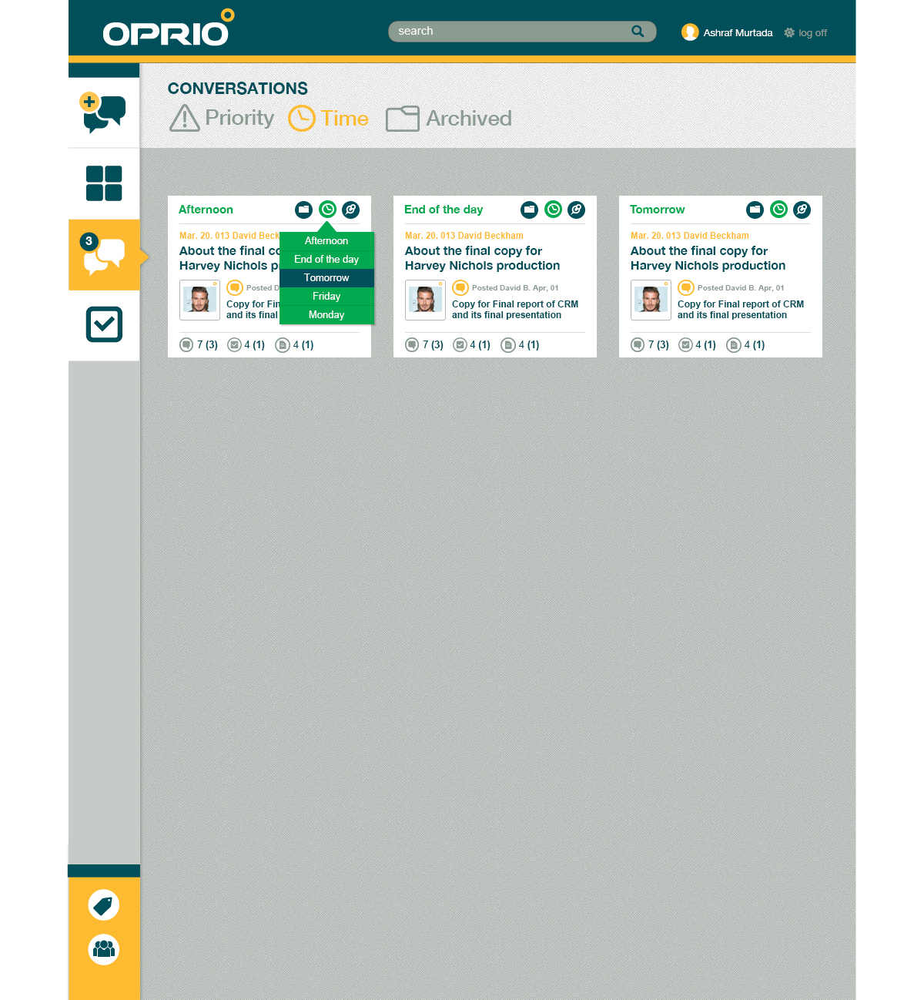 OPRIO
search
Ashraf Murtada
log off
CONVERSATIONS
Priority
Time
Archived
3
Afternoon
Mar. 20. 013 David Beck
About the final co
Harvey Nichols p
Posted D
Copy for Fin
and its final
7 (3)
4 (1)
4 (1)
Afternoon
End of the day
Tomorrow
Friday
Monday
End of the day
Mar. 20. 013 David Beckham
About the final copy for
Harvey Nichols production
Posted David B. Apr, 01
Copy for Final report of CRM
and its final presentation
7 (3)
4 (1)
4 (1)
Tomorrow
Mar. 20. 013 David Beckham
About the final copy for
Harvey Nichols production
Posted David B. Apr, 01
Copy for Final report of CRM
and its final presentation
7 (3)
4 (1)
4 (1)